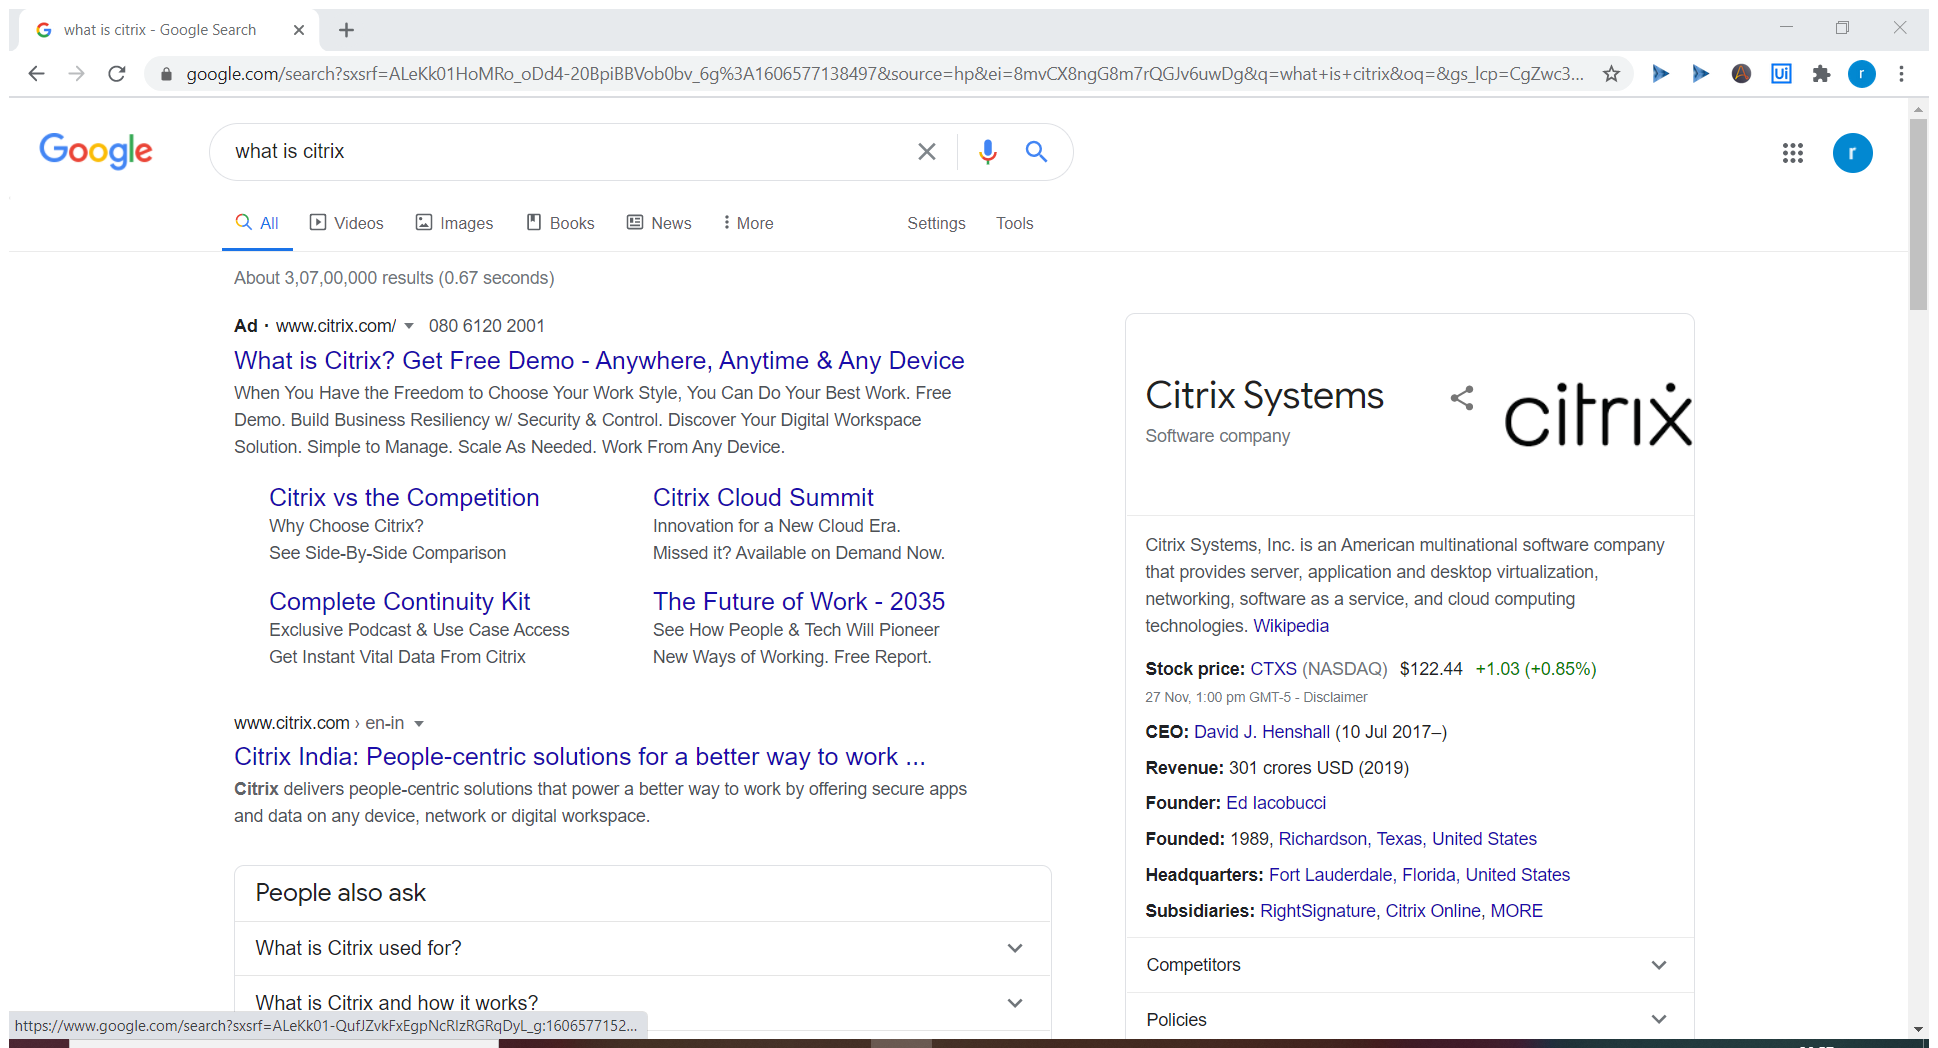 what is citrix - Google Search
google.com/search?sxsrf=ALeKk01HoMRo_oDd4-20BpiBBVob0bv_6g%3A1606577138497&source=hp&ei=8mvCX8ngG8m7rQGJv6uwDg&q=what+is+citrix&oq=&gs_lcp=CgZwc3...
Ui
r
Google
what is citrix
r
All
Videos
Images
Books
News
More
Settings
Tools
About 3,07,00,000 results (0.67 seconds)
Ad · www.citrix.com/ 080 6120 2001
What is Citrix? Get Free Demo - Anywhere, Anytime & Any Device
When You Have the Freedom to Choose Your Work Style, You Can Do Your Best Work. Free
Demo. Build Business Resiliency w/ Security & Control. Discover Your Digital Workspace
Solution. Simple to Manage. Scale As Needed. Work From Any Device.
Citrix vs the Competition
Why Choose Citrix?
See Side-By-Side Comparison
Citrix Cloud Summit
Innovation for a New Cloud Era.
Missed it? Available on Demand Now.
Complete Continuity Kit
Exclusive Podcast & Use Case Access
Get Instant Vital Data From Citrix
The Future of Work - 2035
See How People & Tech Will Pioneer
New Ways of Working. Free Report.
www.citrix.com › en-in
Citrix India: People-centric solutions for a better way to work ...
Citrix delivers people-centric solutions that power a better way to work by offering secure apps
and data on any device, network or digital workspace.
People also ask
What is Citrix used for?
What is Citrix and how it works?
Citrix Systems
Software company
citrix
Citrix Systems, Inc. is an American multinational software company
that provides server, application and desktop virtualization,
networking, software as a service, and cloud computing
technologies. Wikipedia
Stock price: CTXS (NASDAQ) $122.44 +1.03 (+0.85%)
27 Nov, 1:00 pm GMT-5 - Disclaimer
CEO: David J. Henshall (10 Jul 2017–)
Revenue: 301 crores USD (2019)
Founder: Ed Iacobucci
Founded: 1989, Richardson, Texas, United States
Headquarters: Fort Lauderdale, Florida, United States
Subsidiaries: RightSignature, Citrix Online, MORE
Competitors
Policies
https://www.google.com/search?sxsrf=ALeKk01-QufJZvkFxEgpNcRIzRGRqDyL_g:1606577152...